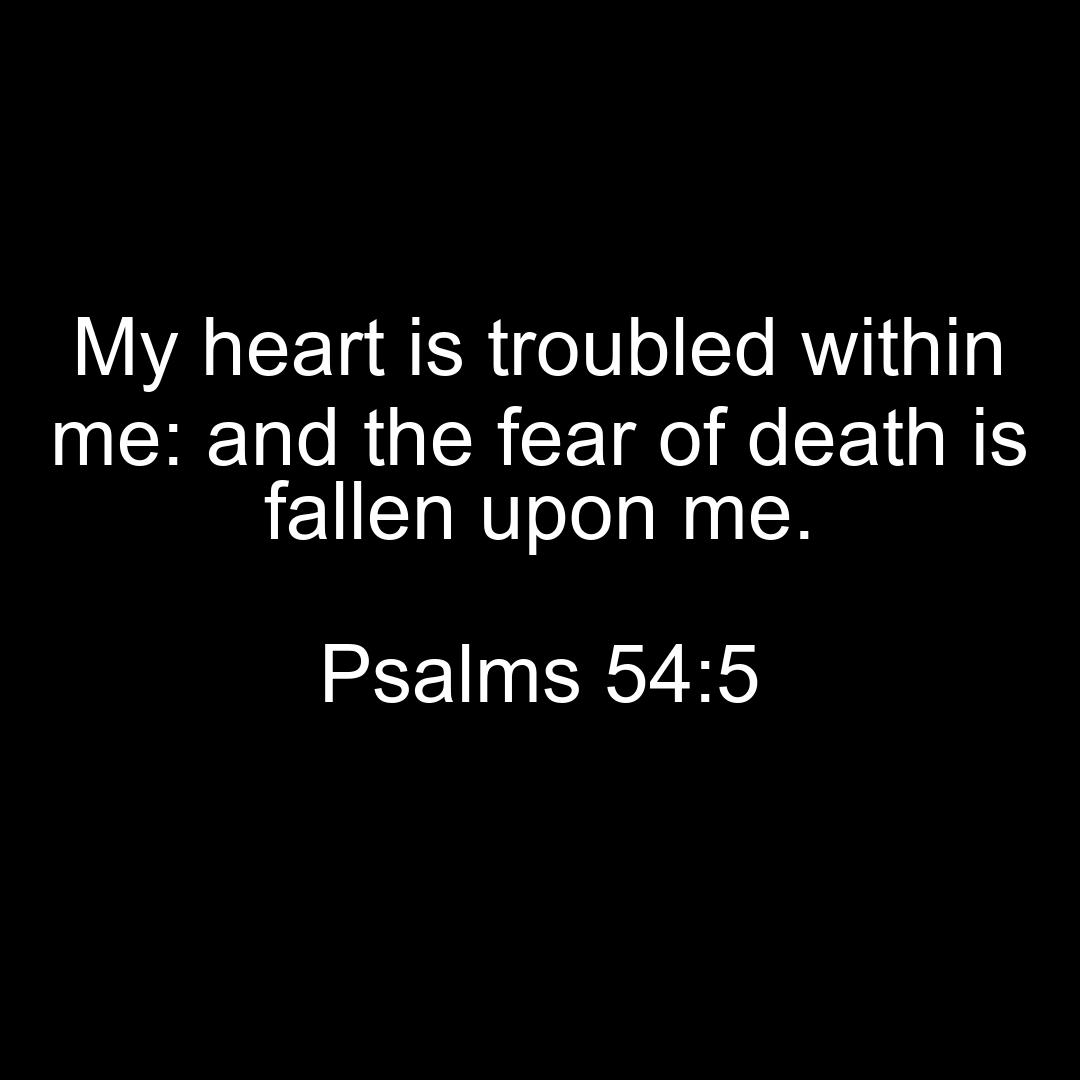 My heart is troubled within
me: and the fear of death is
fallen upon me.
Psalms 54:5